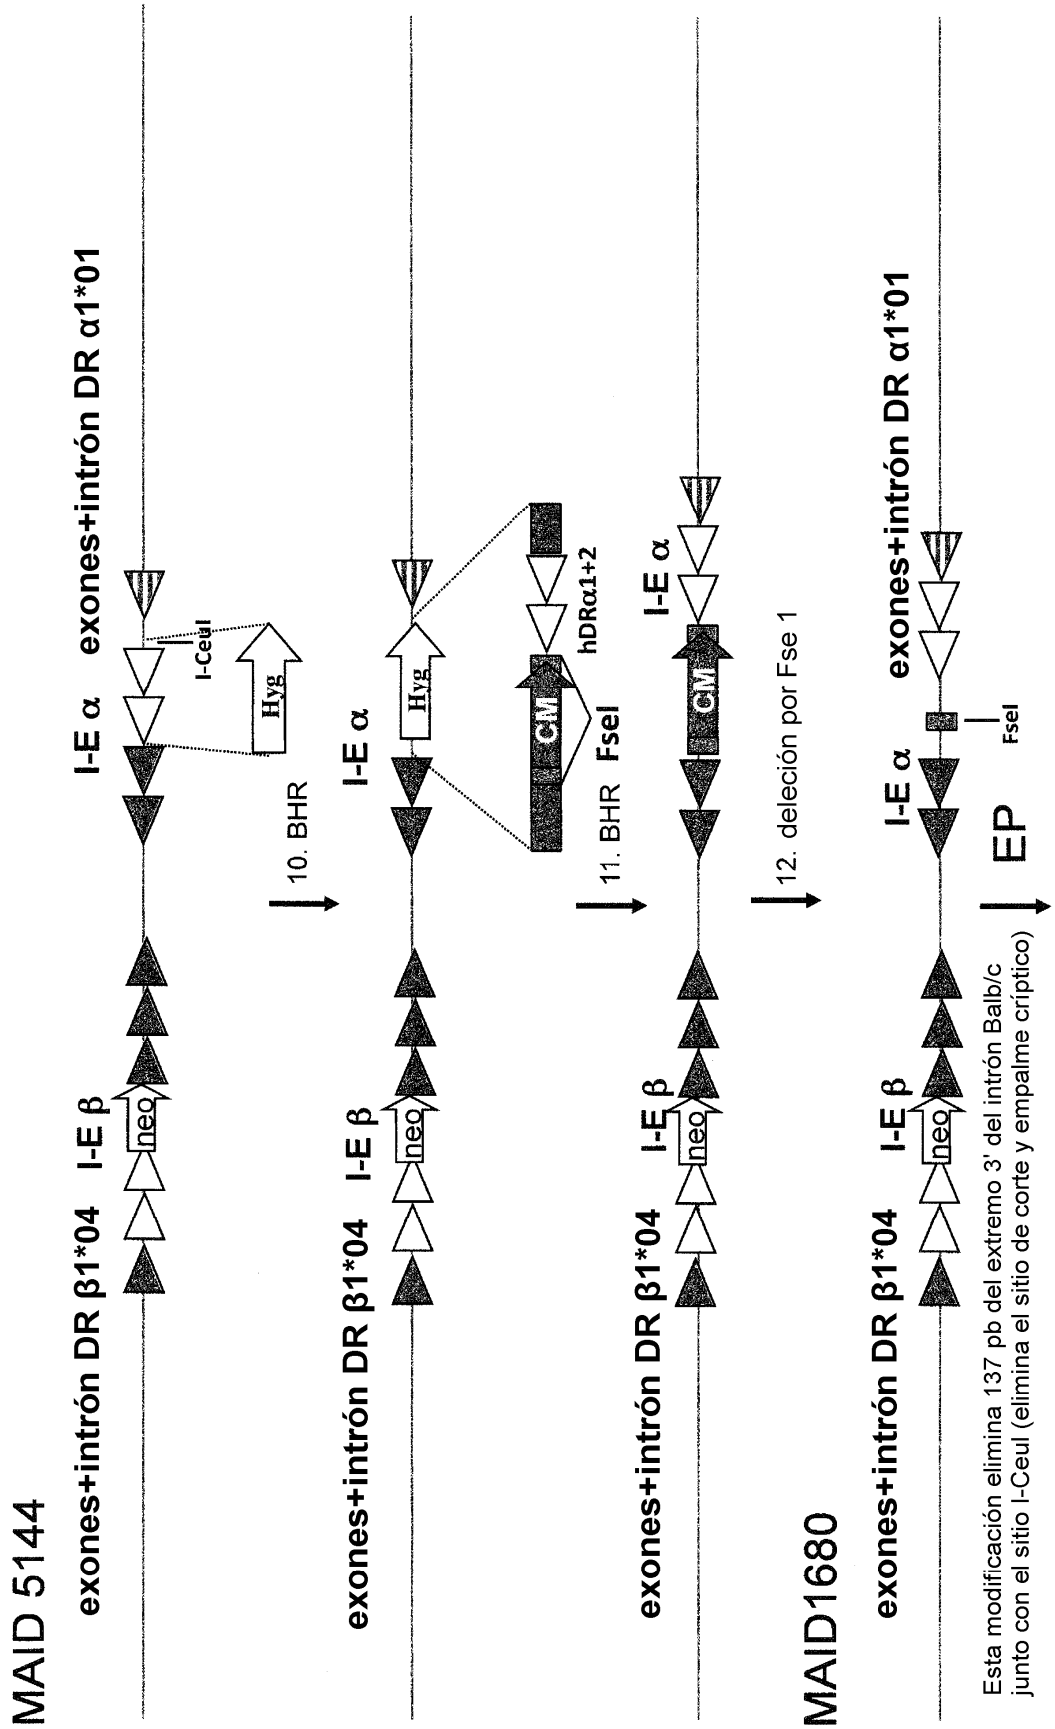 MAID 5144
exones+intrón DR β1*04
I-E β
I-E α
exones+intrón DR α1*01
neo
I-CeuI
Hyg
10. BHR
exones+intrón DR β1*04
I-E β
I-E α
neo
Hyg
CM
hDRα1+2
FseI
11. BHR
exones+intrón DR β1*04
I-E β
I-E α
neo
CM
12. deleción por Fse 1
MAID1680
exones+intrón DR β1*04
I-E β
I-E α
exones+intrón DR α1*01
neo
FseI
EP
Esta modificación elimina 137 pb del extremo 3' del intrón Balb/c
junto con el sitio I-CeuI (elimina el sitio de corte y empalme críptico)